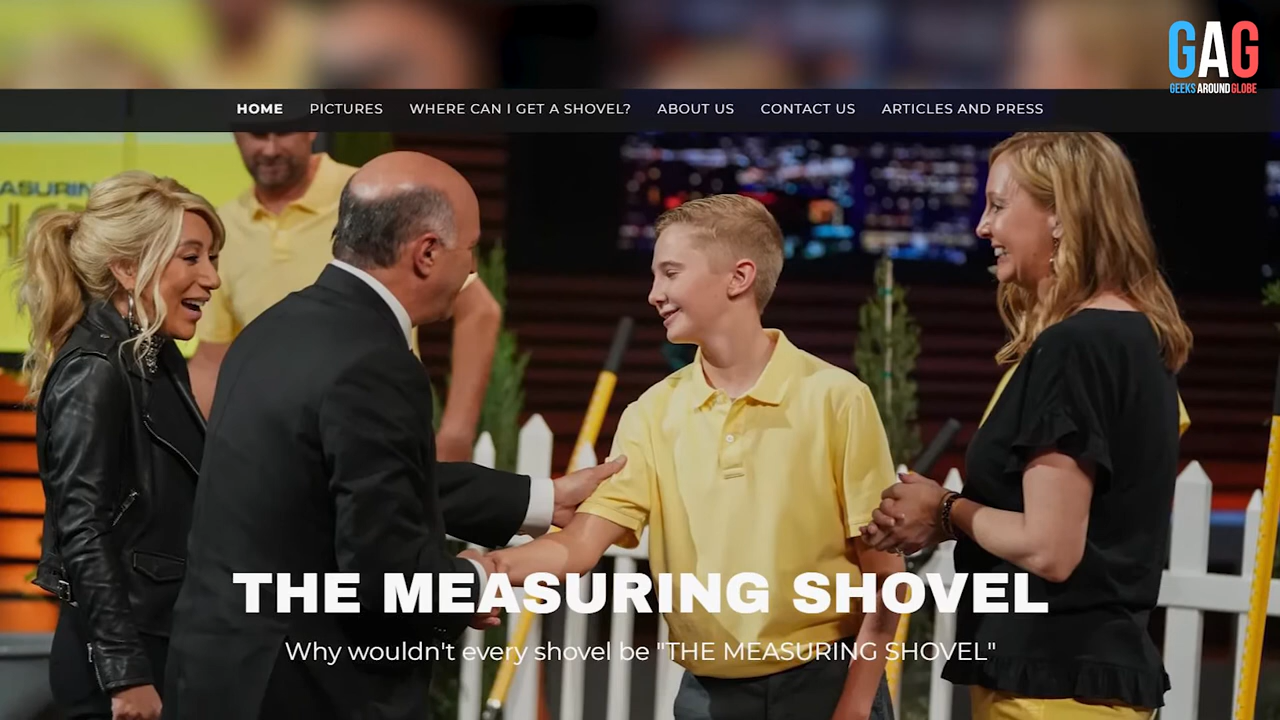 GAG
GEEKS AROUND GLOBE
HOME PICTURES WHERE CAN I GET A SHOVEL? ABOUT US CONTACT US ARTICLES AND PRESS
ASURIN
THE MEASURING SHOVEL
Why wouldn't every shovel be "THE MEASURING SHOVEL"